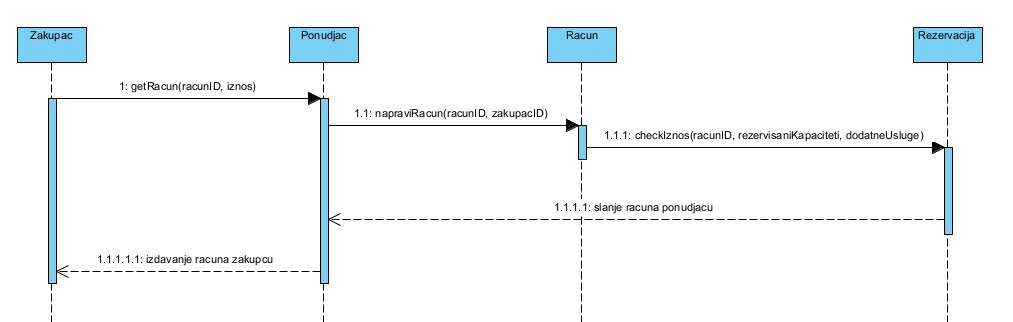 Zakupac
Ponudjac
Racun
Rezervacija
1: getRacun(racunID, iznos)
1.1: napraviRacun(racunID, zakupacID)
1.1.1: checkIznos(racunID, rezervisaniKapaciteti, dodatneUsluge)
1.1.1.1: slanje racuna ponudjacu
1.1.1.1.1: izdavanje racuna zakupcu